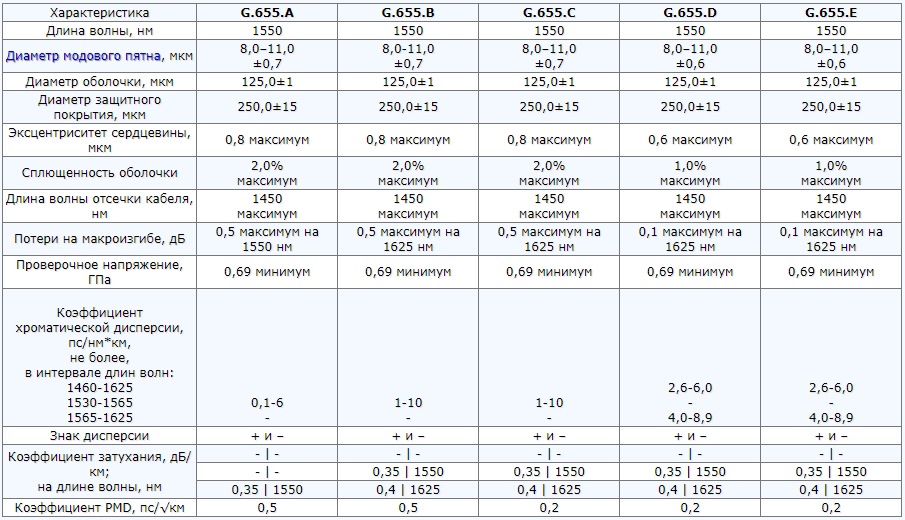 Характеристика G.655.A G.655.B G.655.C G.655.D G.655.E
Длина волны, нм 1550 1550 1550 1550 1550
Диаметр модового пятна, мкм 8,0–11,0 ±0,7 8,0-11,0 ±0,7 8,0–11,0 ±0,7 8,0–11,0 ±0,6 8,0–11,0 ±0,6
Диаметр оболочки, мкм 125,0±1 125,0±1 125,0±1 125,0±1 125,0±1
Диаметр защитного
покрытия, мкм 250,0±15 250,0±15 250,0±15 250,0±15 250,0±15
Эксцентриситет сердцевины,
мкм 0,8 максимум 0,8 максимум 0,8 максимум 0,6 максимум 0,6 максимум
Сплющенность оболочки 2,0% максимум 2,0% максимум 2,0% максимум 1,0% максимум 1,0% максимум
Длина волны отсечки кабеля,
нм 1450 максимум 1450 максимум 1450 максимум 1450 максимум 1450 максимум
Потери на макроизгибе, дБ 0,5 максимум на 1550 нм 0,5 максимум на 1625 нм 0,5 максимум на 1625 нм 0,1 максимум на 1625 нм 0,1 максимум на 1625 нм
Проверочное напряжение,
ГПа 0,69 минимум 0,69 минимум 0,69 минимум 0,69 минимум 0,69 минимум
Коэффициент
хроматической дисперсии,
пс/нм*км,
не более,
в интервале длин волн:
1460-1625 2,6-6,0 2,6-6,0
1530-1565 0,1-6 1-10 1-10 - -
1565-1625 - - - 4,0-8,9 4,0-8,9
Знак дисперсии + и – + и – + и – + и – + и –
Коэффициент затухания, дБ/
км;
на длине волны, нм
- | - - | - - | - - | - - | -
- | - 0,35 | 1550 0,35 | 1550 0,35 | 1550 0,35 | 1550
0,35 | 1550 0,4 | 1625 0,4 | 1625 0,4 | 1625 0,4 | 1625
Коэффициент PMD, пс/√км 0,5 0,5 0,2 0,2 0,2